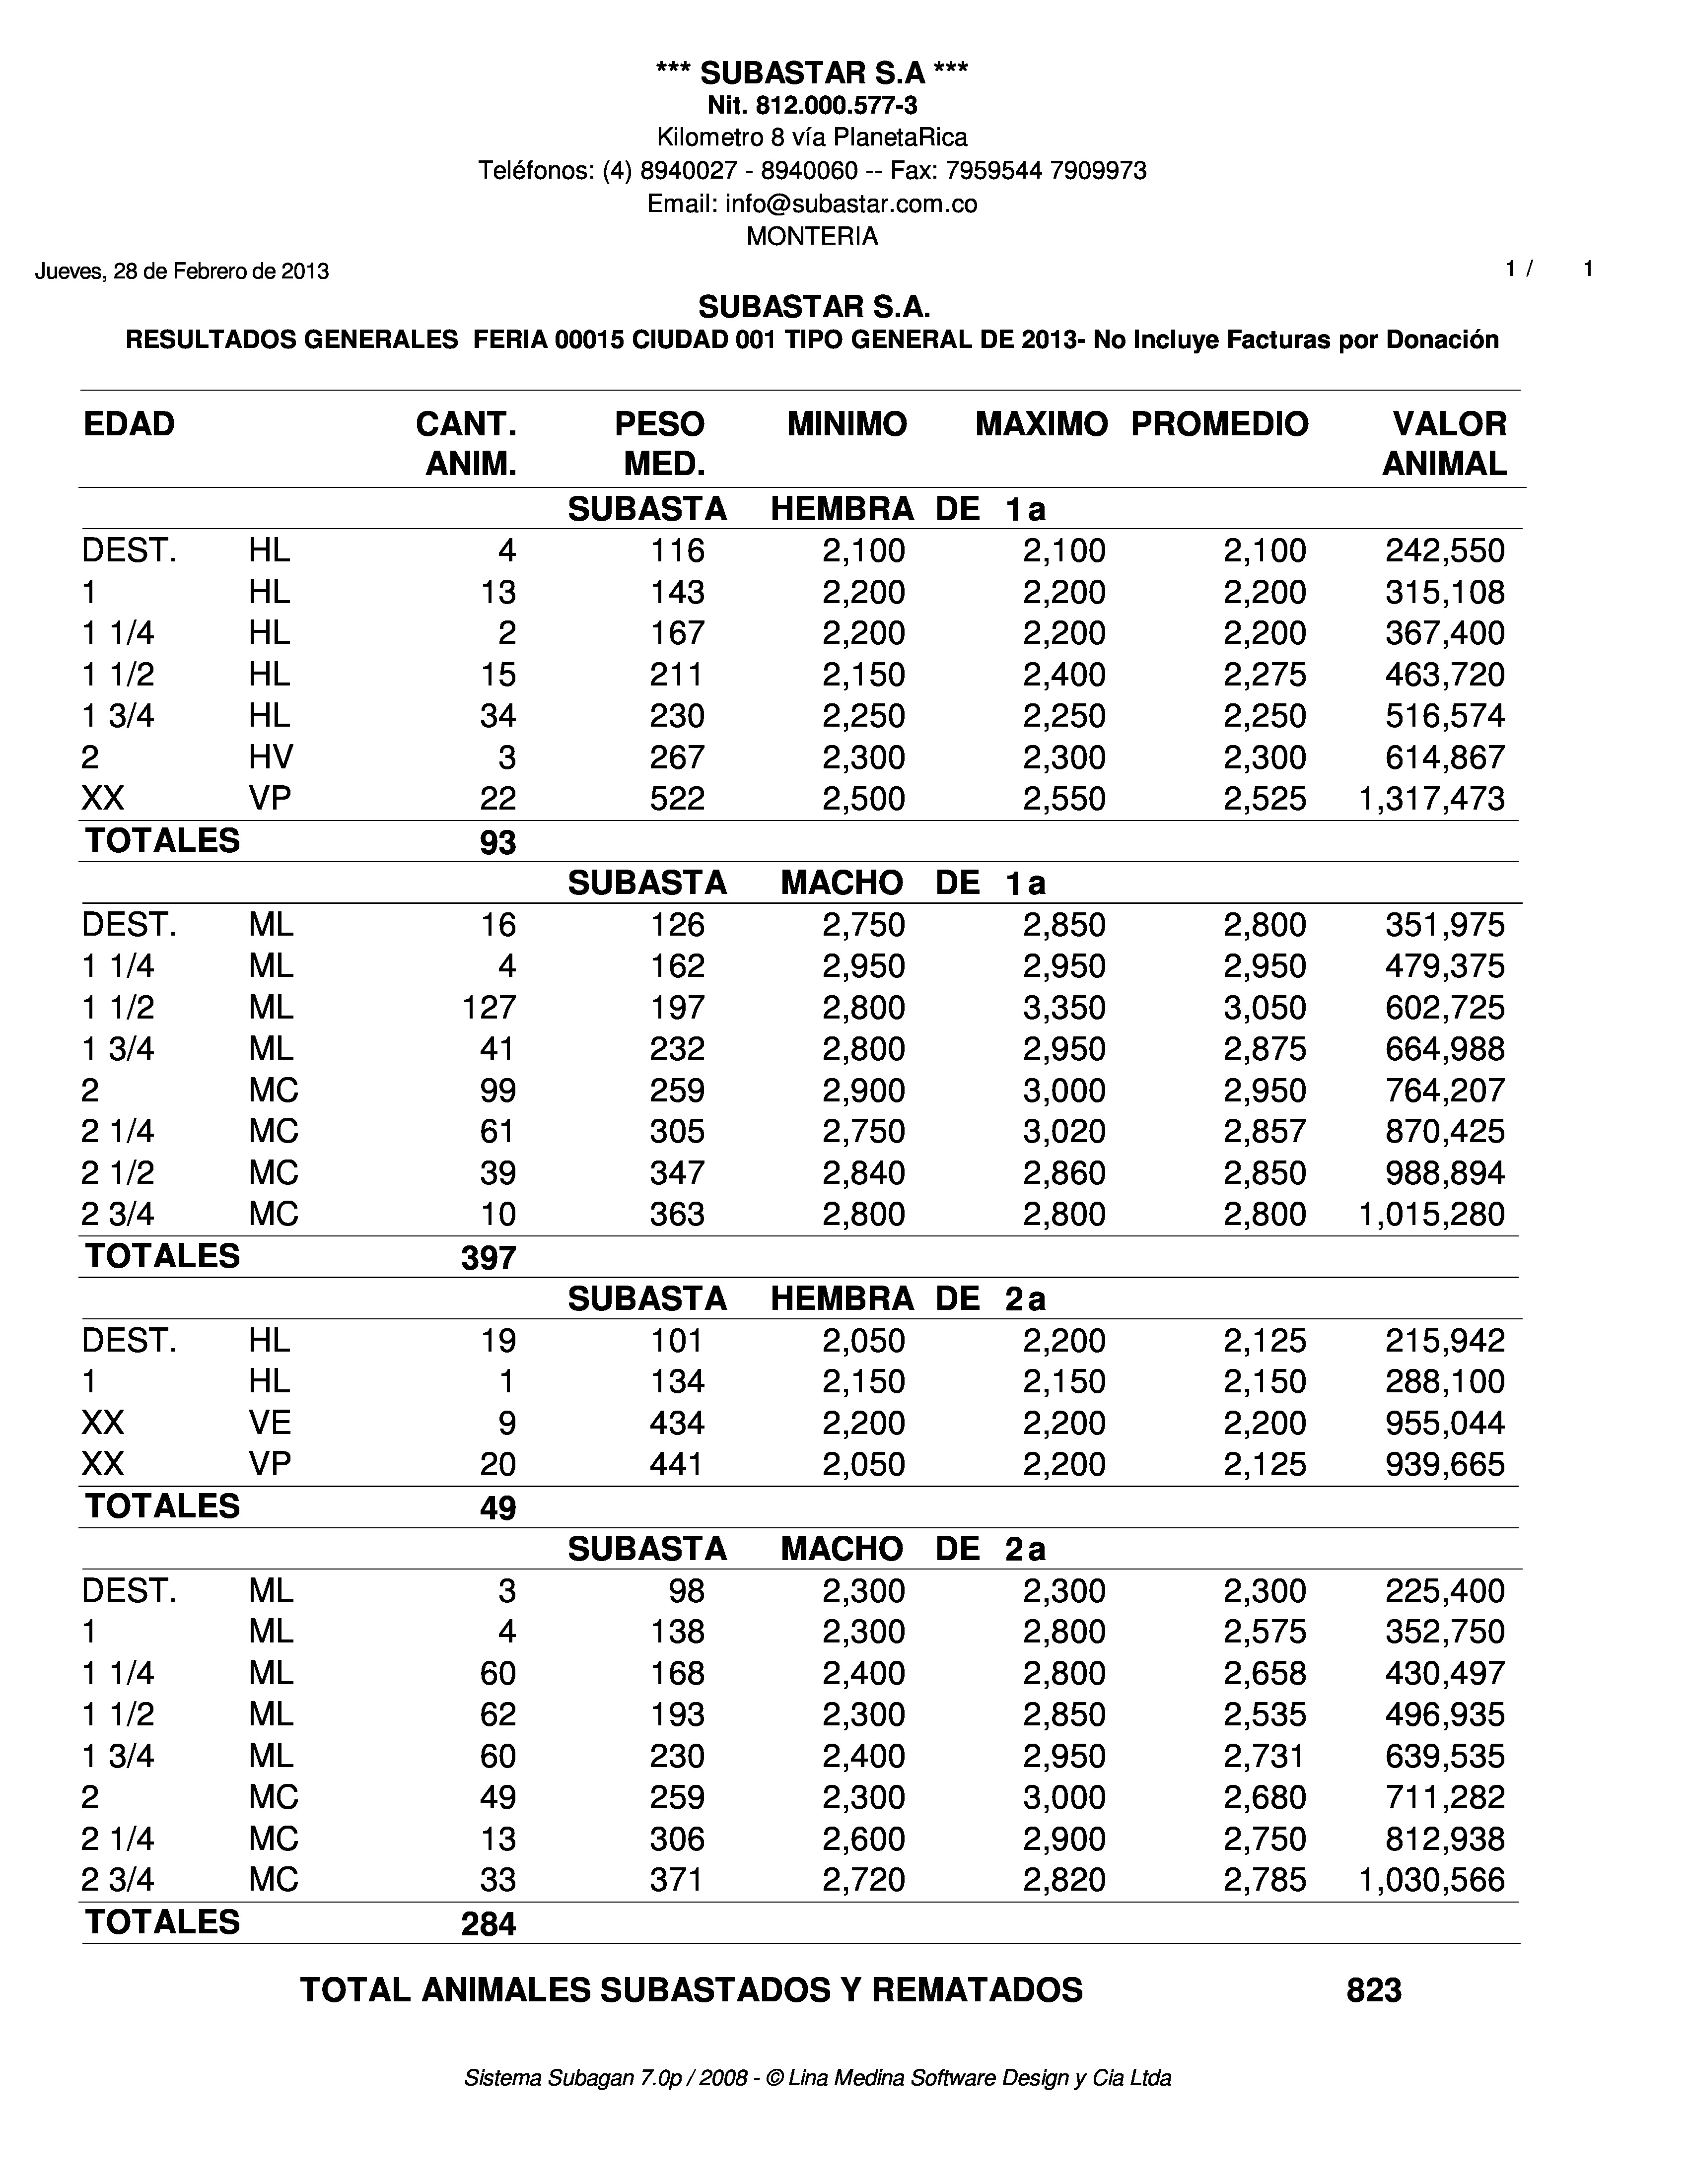 *** SUBASTAR S.A ***
Nit. 812.000.577-3
Kilometro 8 vía PlanetaRica
Teléfonos: (4) 8940027 - 8940060 -- Fax: 7959544 7909973
Email: info@subastar.com.co
MONTERIA
Jueves, 28 de Febrero de 2013 1 / 1
SUBASTAR S.A.
RESULTADOS GENERALES FERIA 00015 CIUDAD 001 TIPO GENERAL DE 2013- No Incluye Facturas por Donación
EDAD CANT. PESO MINIMO MAXIMO PROMEDIO VALOR
ANIM. MED. ANIMAL
SUBASTA HEMBRA DE 1a
DEST. HL 4 116 2,100 2,100 2,100 242,550
1 HL 13 143 2,200 2,200 2,200 315,108
1 1/4 HL 2 167 2,200 2,200 2,200 367,400
1 1/2 HL 15 211 2,150 2,400 2,275 463,720
1 3/4 HL 34 230 2,250 2,250 2,250 516,574
2 HV 3 267 2,300 2,300 2,300 614,867
XX VP 22 522 2,500 2,550 2,525 1,317,473
TOTALES 93
SUBASTA MACHO DE 1a
DEST. ML 16 126 2,750 2,850 2,800 351,975
1 1/4 ML 4 162 2,950 2,950 2,950 479,375
1 1/2 ML 127 197 2,800 3,350 3,050 602,725
1 3/4 ML 41 232 2,800 2,950 2,875 664,988
2 MC 99 259 2,900 3,000 2,950 764,207
2 1/4 MC 61 305 2,750 3,020 2,857 870,425
2 1/2 MC 39 347 2,840 2,860 2,850 988,894
2 3/4 MC 10 363 2,800 2,800 2,800 1,015,280
TOTALES 397
SUBASTA HEMBRA DE 2a
DEST. HL 19 101 2,050 2,200 2,125 215,942
1 HL 1 134 2,150 2,150 2,150 288,100
XX VE 9 434 2,200 2,200 2,200 955,044
XX VP 20 441 2,050 2,200 2,125 939,665
TOTALES 49
SUBASTA MACHO DE 2a
DEST. ML 3 98 2,300 2,300 2,300 225,400
1 ML 4 138 2,300 2,800 2,575 352,750
1 1/4 ML 60 168 2,400 2,800 2,658 430,497
1 1/2 ML 62 193 2,300 2,850 2,535 496,935
1 3/4 ML 60 230 2,400 2,950 2,731 639,535
2 MC 49 259 2,300 3,000 2,680 711,282
2 1/4 MC 13 306 2,600 2,900 2,750 812,938
2 3/4 MC 33 371 2,720 2,820 2,785 1,030,566
TOTALES 284
TOTAL ANIMALES SUBASTADOS Y REMATADOS 823
Sistema Subagan 7.0p / 2008 - © Lina Medina Software Design y Cia Ltda